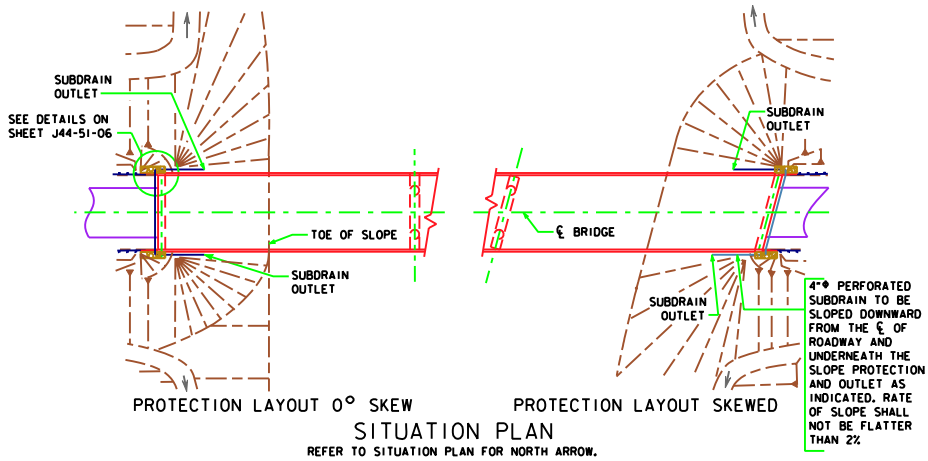 SUBDRAIN
OUTLET
SEE DETAILS ON
SHEET J44-51-06
TOE OF SLOPE
SUBDRAIN
OUTLET
SUBDRAIN
OUTLET
℄ BRIDGE
SUBDRAIN
OUTLET
4"Φ PERFORATED
SUBDRAIN TO BE
SLOPED DOWNWARD
FROM THE ℄ OF
ROADWAY AND
UNDERNEATH THE
SLOPE PROTECTION
AND OUTLET AS
INDICATED. RATE
OF SLOPE SHALL
NOT BE FLATTER
THAN 2%
PROTECTION LAYOUT 0° SKEW
PROTECTION LAYOUT SKEWED
SITUATION PLAN
REFER TO SITUATION PLAN FOR NORTH ARROW.